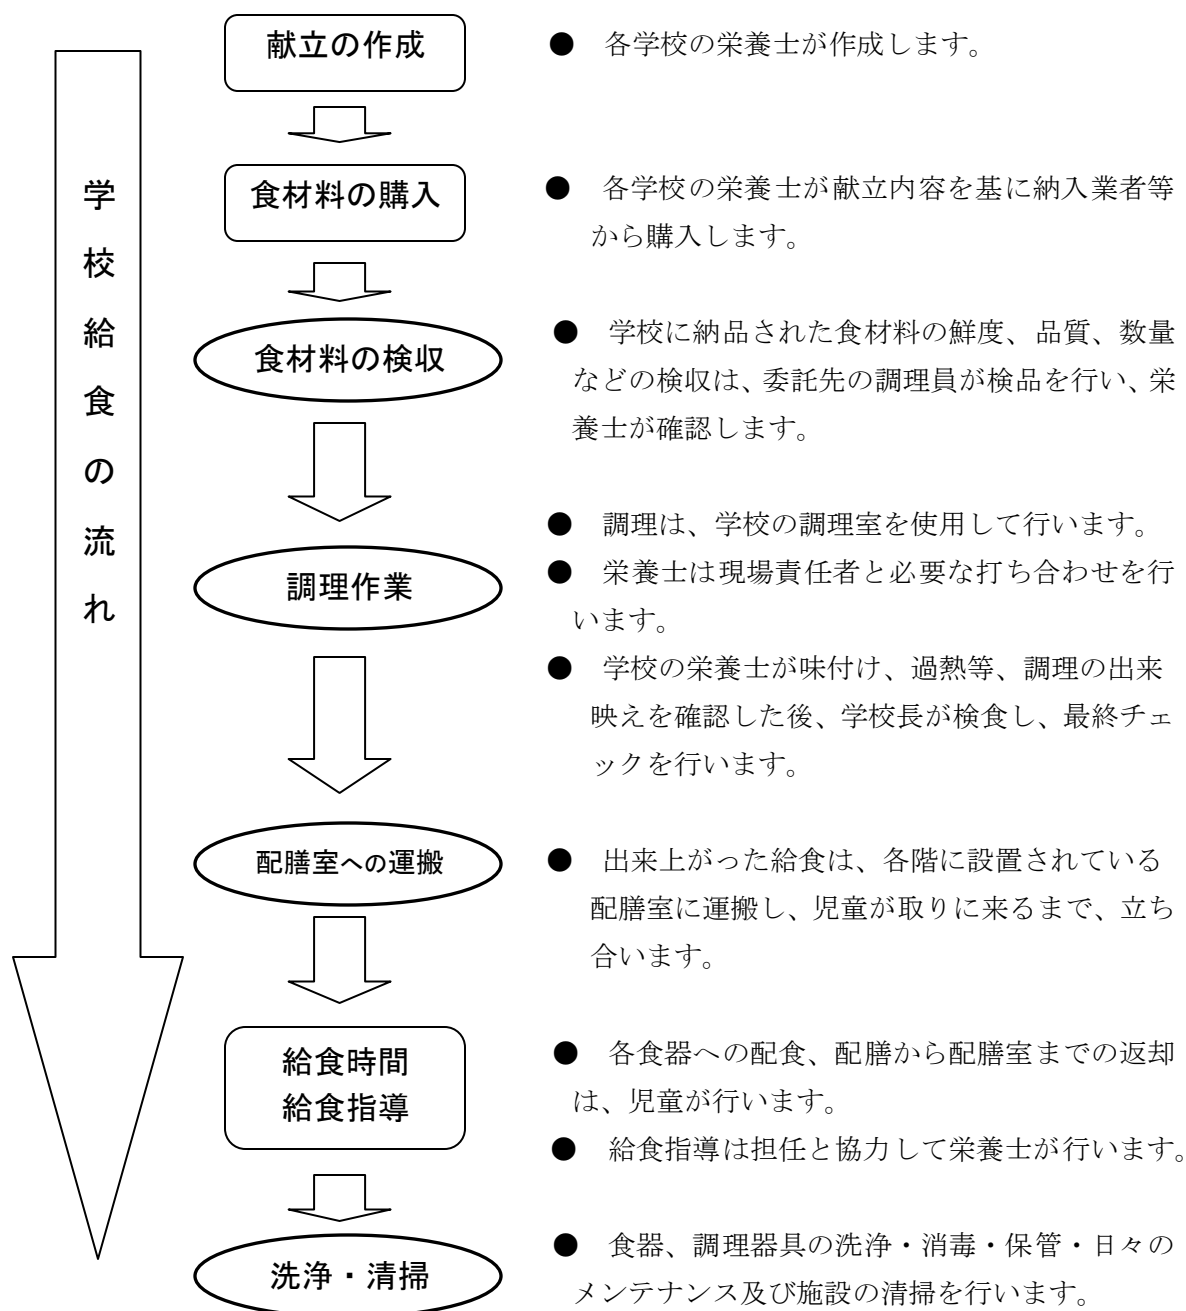 学校給食の流れ
献立の作成
● 各学校の栄養士が作成します。
食材料の購入
● 各学校の栄養士が献立内容を基に納入業者等
から購入します。
食材料の検収
● 学校に納品された食材料の鮮度、品質、数量
などの検収は、委託先の調理員が検品を行い、栄
養士が確認します。
調理作業
● 調理は、学校の調理室を使用して行います。
● 栄養士は現場責任者と必要な打ち合わせを行
います。
● 学校の栄養士が味付け、過熱等、調理の出来
映えを確認した後、学校長が検食し、最終チェ
ックを行います。
配膳室への運搬
● 出来上がった給食は、各階に設置されている
配膳室に運搬し、児童が取りに来るまで、立ち
合います。
給食時間
給食指導
● 各食器への配食、配膳から配膳室までの返却
は、児童が行います。
● 給食指導は担任と協力して栄養士が行います。
洗浄・清掃
● 食器、調理器具の洗浄・消毒・保管・日々の
メンテナンス及び施設の清掃を行います。